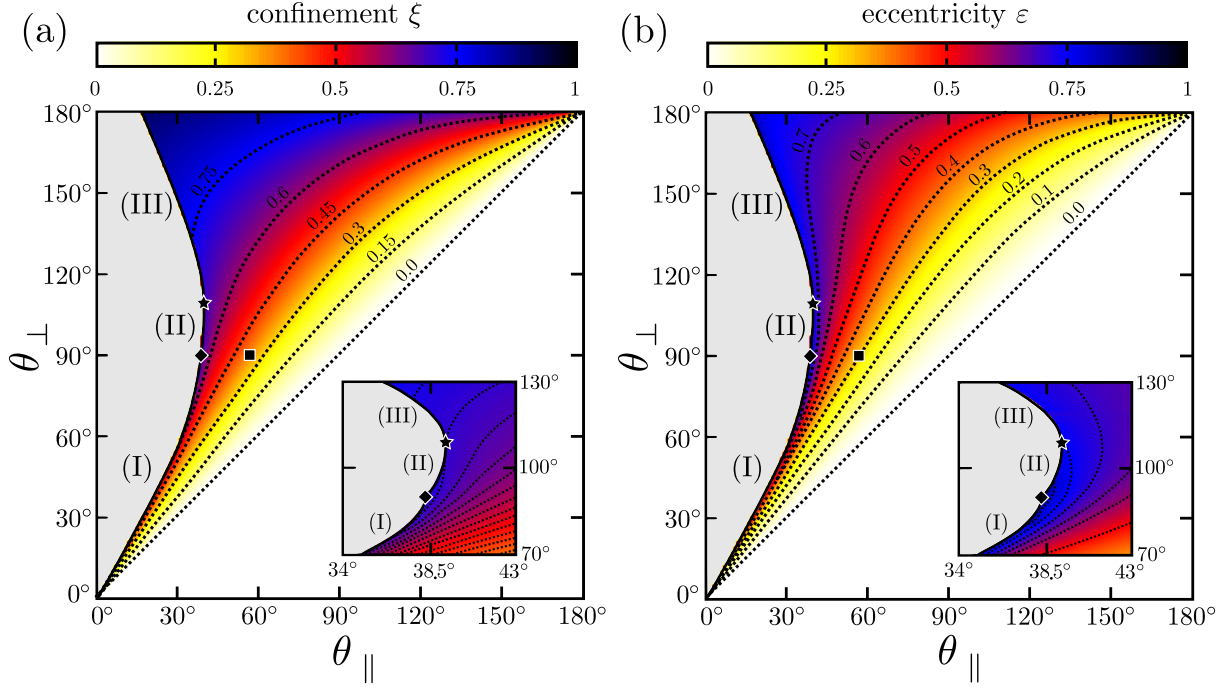 (a)
confinement ξ
0 0.25 0.5 0.75 1
180°
150°
120°
90°
60°
30°
0°
θ⊥
(III)
(II)
(I)
0.75
0.6
0.45
0.3
0.15
0.0
(III)
(II)
(I)
130°
100°
70°
34° 38.5° 43°
0° 30° 60° 90° 120° 150° 180°
θ∥
(b)
eccentricity ε
0 0.25 0.5 0.75 1
180°
150°
120°
90°
60°
30°
0°
θ⊥
(III)
(II)
(I)
0.7
0.6
0.5
0.4
0.3
0.2
0.1
0.0
(III)
(II)
(I)
130°
100°
70°
34° 38.5° 43°
0° 30° 60° 90° 120° 150° 180°
θ∥